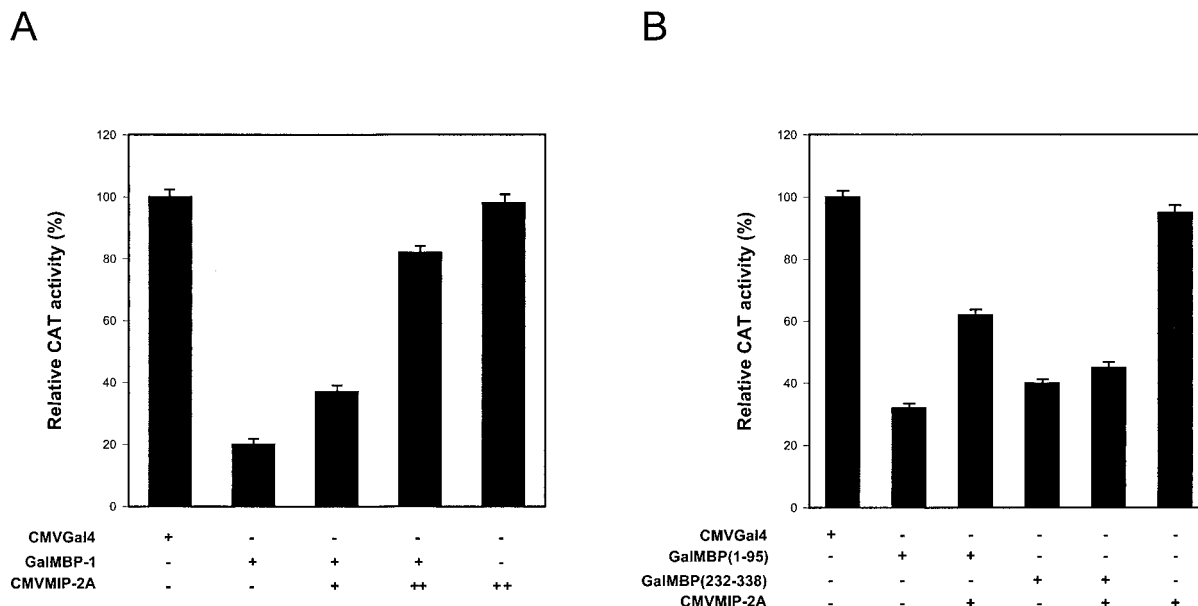 A
B
120
100
80
60
40
20
0
Relative CAT activity (%)
CMVGal4 + - - - -
GalMBP-1 - + + + -
CMVMIP-2A - - + ++ ++
120
100
80
60
40
20
0
Relative CAT activity (%)
CMVGal4 + - - - - -
GalMBP(1-95) - + + - - -
GalMBP(232-338) - - - + + -
CMVMIP-2A - - + - + +